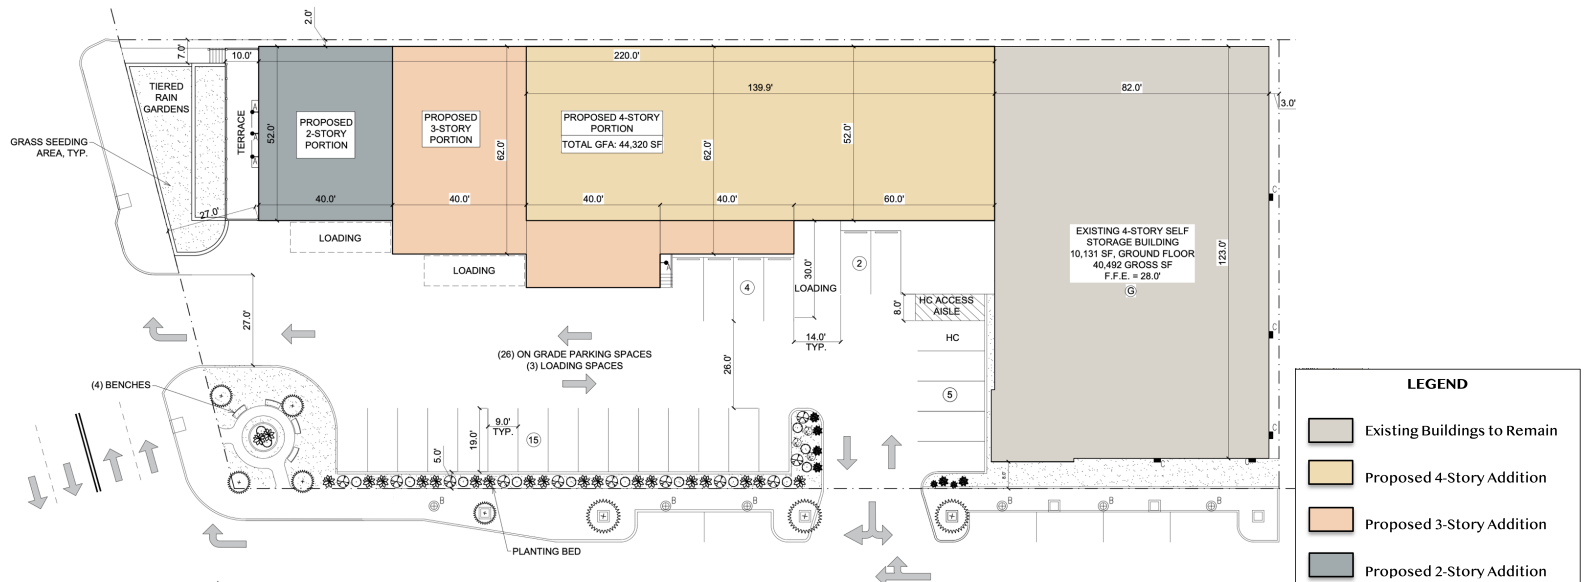 2.0'
7.0'
10.0'
220.0'
139.9'
82.0'
3.0'
TIERED
RAIN
GARDENS
TERRACE
A
A
A
52.0'
PROPOSED
2-STORY
PORTION
PROPOSED
3-STORY
PORTION
62.0'
PROPOSED 4-STORY
PORTION
TOTAL GFA: 44,320 SF
62.0'
52.0'
GRASS SEEDING
AREA, TYP.
27.0'
40.0'
40.0'
40.0'
40.0'
60.0'
C
LOADING
LOADING
A
EXISTING 4-STORY SELF
STORAGE BUILDING
10,131 SF, GROUND FLOOR
40,492 GROSS SF
F.F.E. = 28.0'
G
123.0'
2
4
30.0'
LOADING
8.0'
HC ACCESS
AISLE
HC
27.0'
14.0'
TYP.
C
(26) ON GRADE PARKING SPACES
(3) LOADING SPACES
26.0'
5
(4) BENCHES
9.0'
TYP.
19.0'
15
5.0'
C
C
C
B
B
B
B
B
B
PLANTING BED
LEGEND
Existing Buildings to Remain
Proposed 4-Story Addition
Proposed 3-Story Addition
Proposed 2-Story Addition